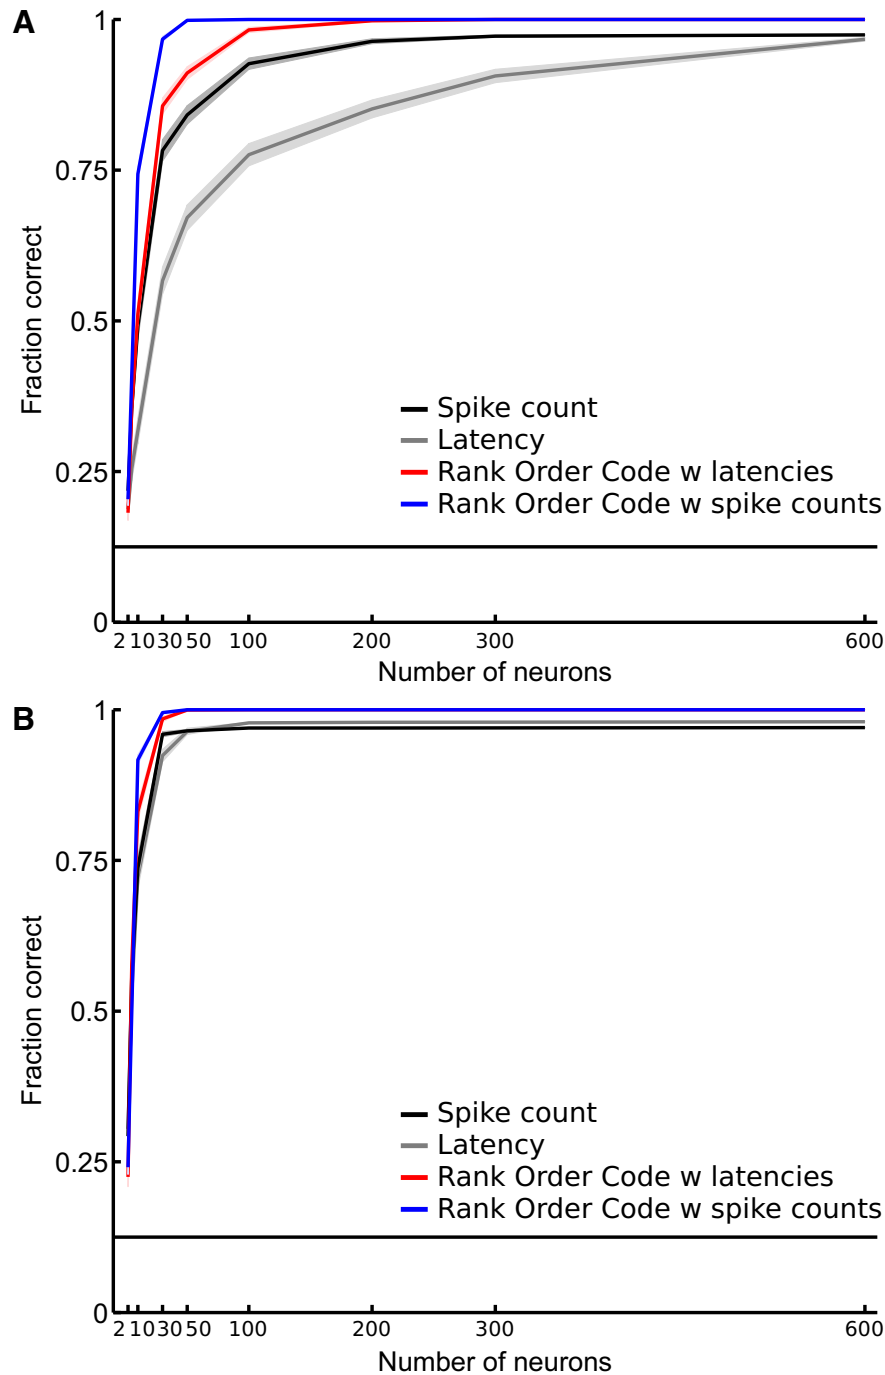 A
1
0.75
0.5
0.25
0
Fraction correct
Spike count
Latency
Rank Order Code w latencies
Rank Order Code w spike counts
2 10 30 50 100 200 300 600
Number of neurons
B
1
0.75
0.5
0.25
0
Fraction correct
Spike count
Latency
Rank Order Code w latencies
Rank Order Code w spike counts
2 10 30 50 100 200 300 600
Number of neurons